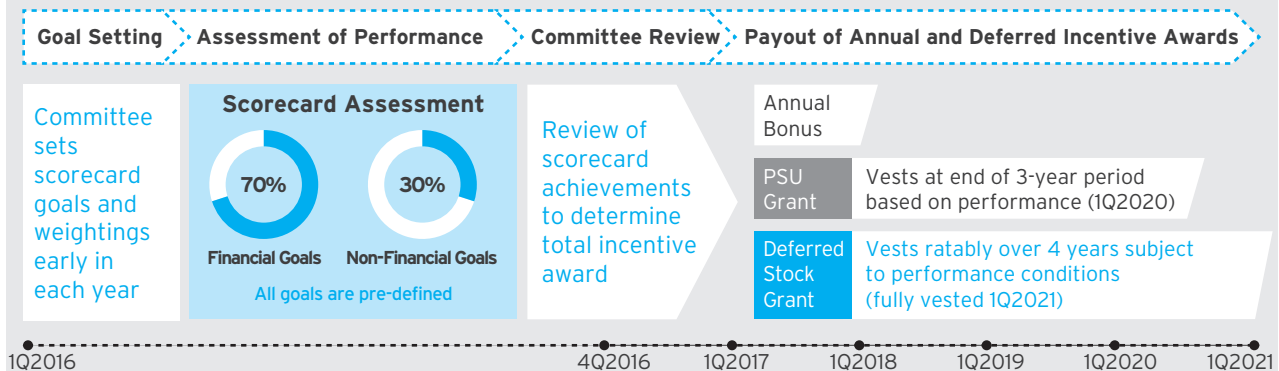 Goal Setting
Assessment of Performance
Committee Review
Payout of Annual and Deferred Incentive Awards
Committee
sets
scorecard
goals and
weightings
early in
each year
Scorecard Assessment
70%
30%
Financial Goals
Non-Financial Goals
All goals are pre-defined
Review of
scorecard
achievements
to determine
total incentive
award
Annual
Bonus
PSU
Grant
Vests at end of 3-year period
based on performance (1Q2020)
Deferred
Stock
Grant
Vests ratably over 4 years subject
to performance conditions
(fully vested 1Q2021)
1Q2016
4Q2016
1Q2017
1Q2018
1Q2019
1Q2020
1Q2021